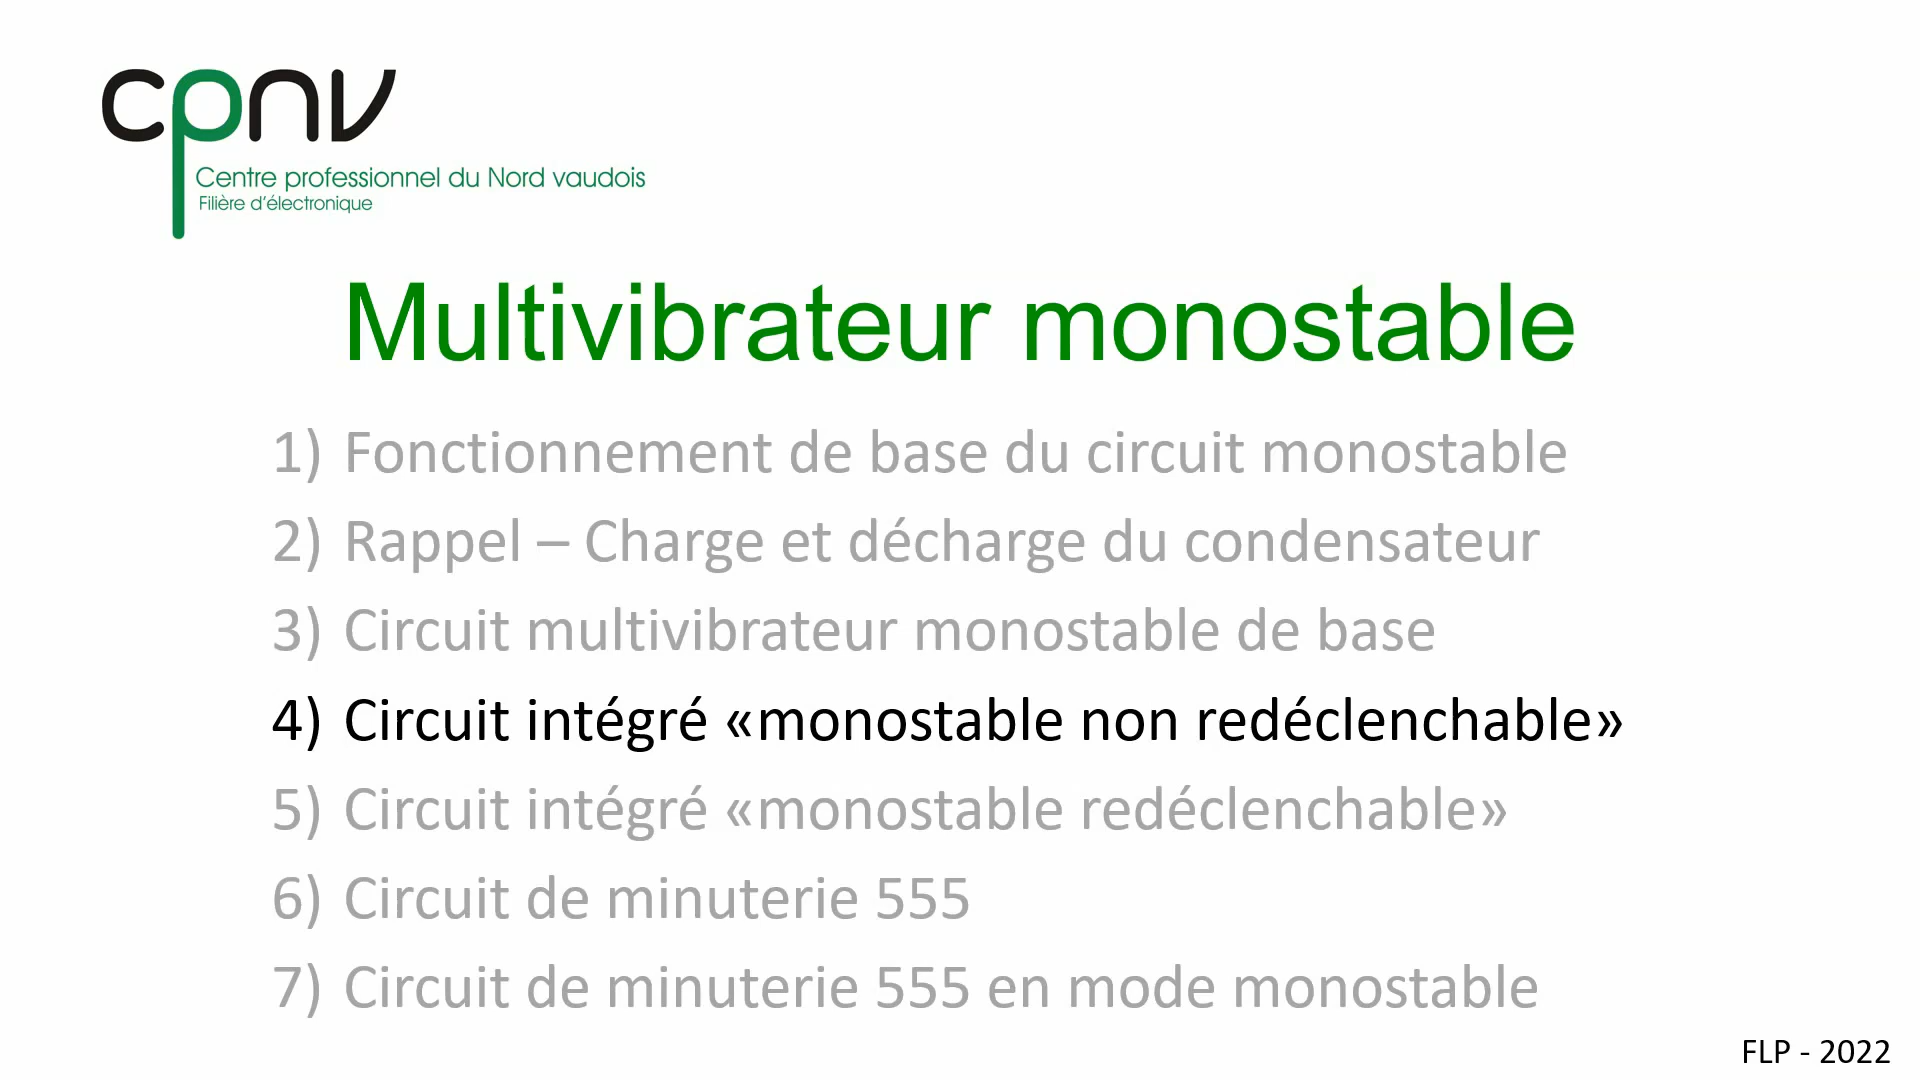 cpnv
Centre professionnel du Nord vaudois
Filière d'électronique
Multivibrateur monostable
1) Fonctionnement de base du circuit monostable
2) Rappel – Charge et décharge du condensateur
3) Circuit multivibrateur monostable de base
4) Circuit intégré «monostable non redéclenchable»
5) Circuit intégré «monostable redéclenchable»
6) Circuit de minuterie 555
7) Circuit de minuterie 555 en mode monostable
FLP - 2022